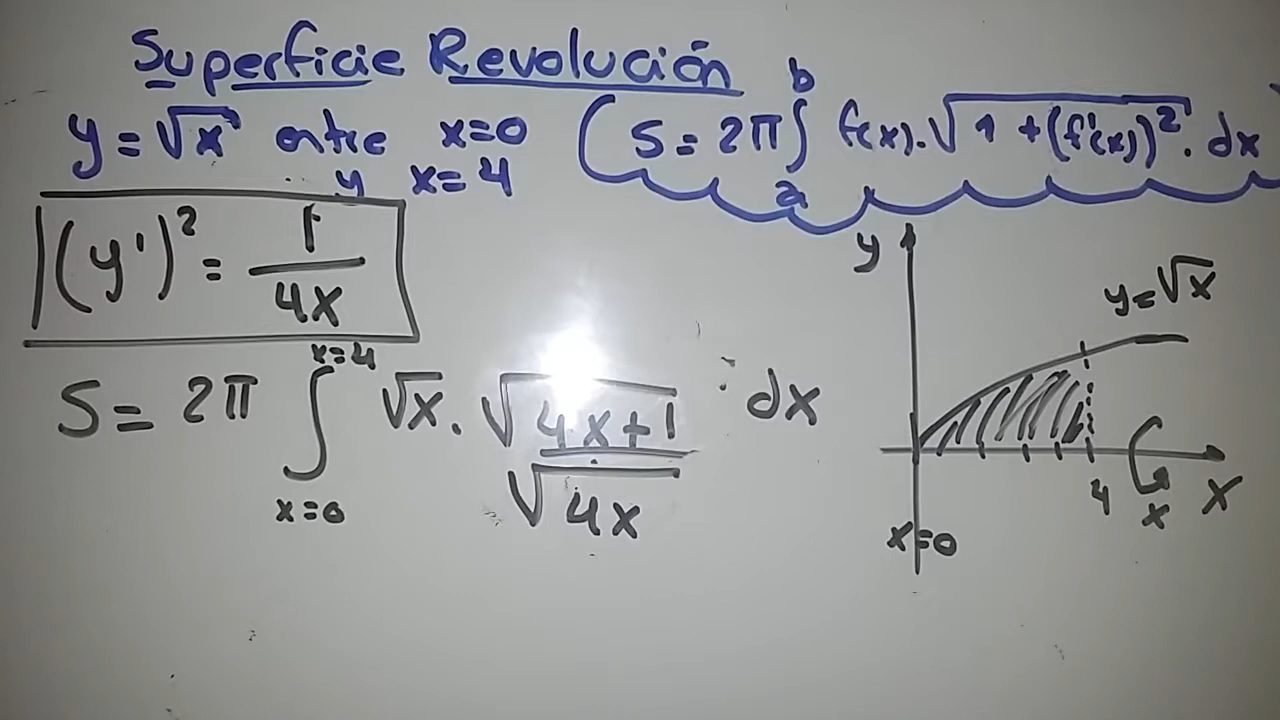 Superficie Revolución
y = √x entre x=0 y x=4
(S = 2π ∫ₐᵇ f(x).√(1 + (f'(x))²) . dx
(y')² = 1/4x
S = 2π ∫ₓ₌₀ˣ⁼⁴ √x . √(4x+1)/√(4x) dx
y
y=√x
4
x
X
x=0